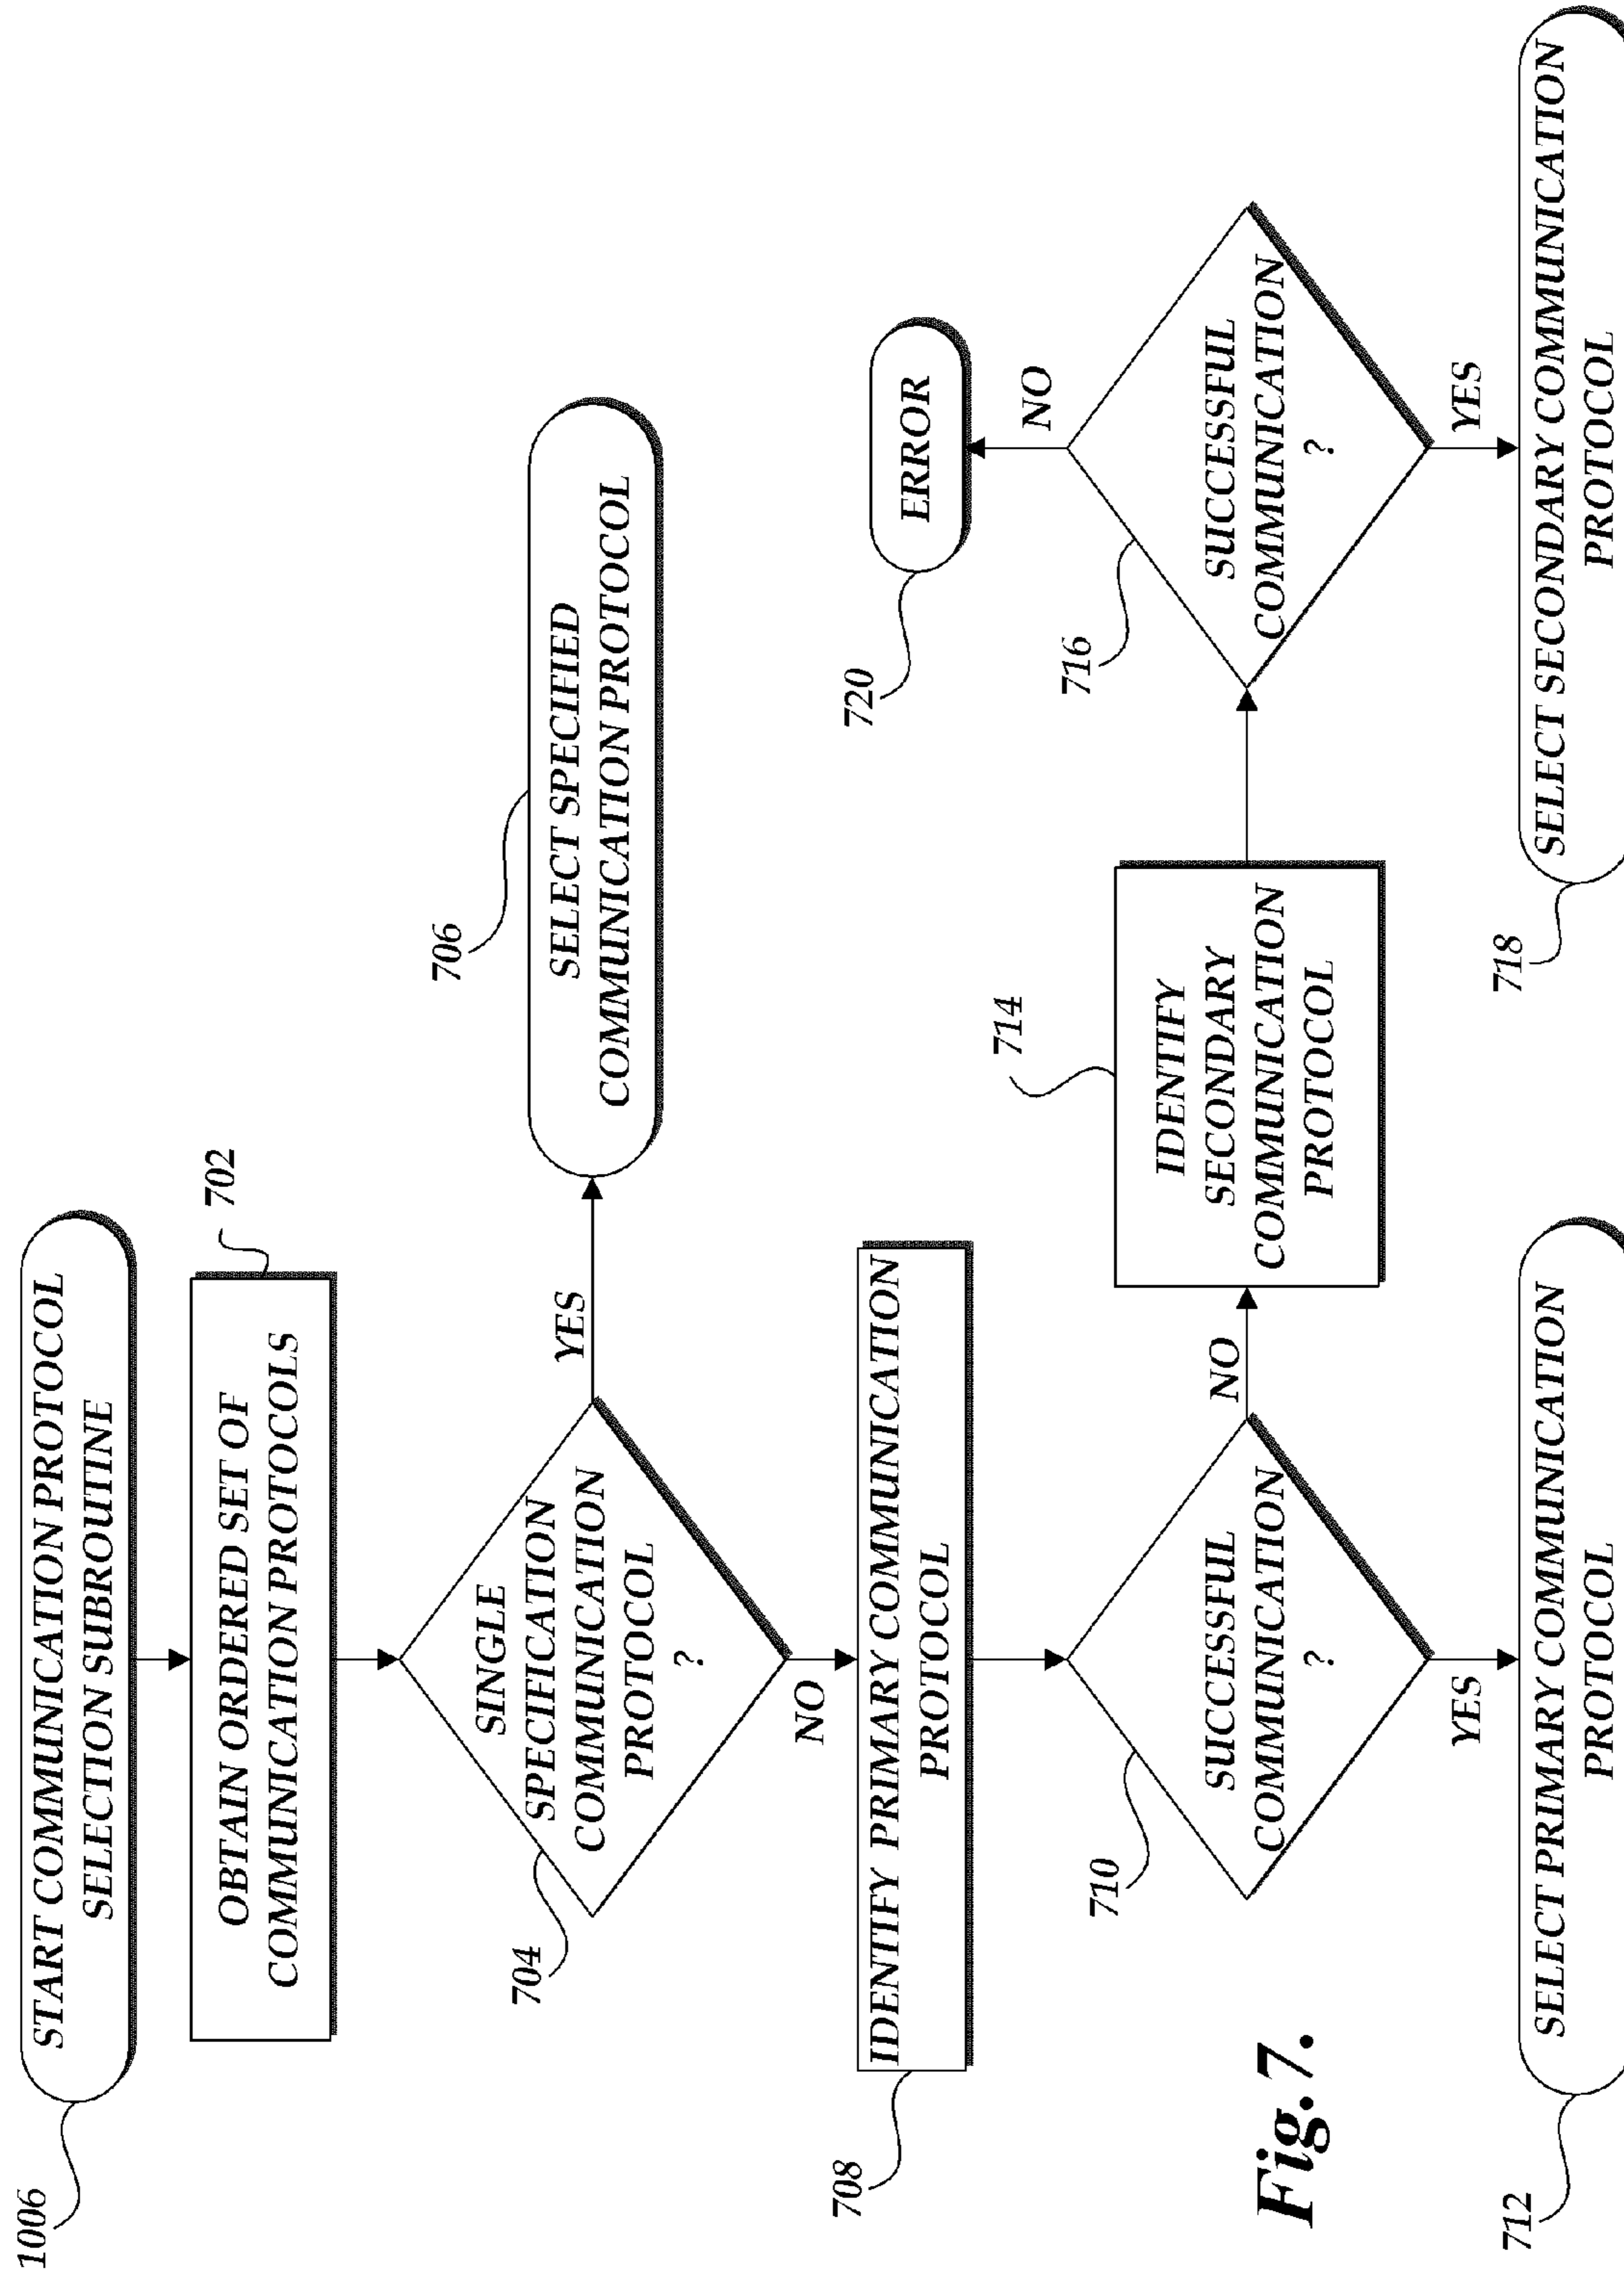 1006
START COMMUNICATION PROTOCOL
SELECTION SUBROUTINE
702
OBTAIN ORDERED SET OF
COMMUNICATION PROTOCOLS
704
SINGLE
SPECIFICATION
COMMUNICATION
PROTOCOL
?
YES
706
SELECT SPECIFIED
COMMUNICATION PROTOCOL
NO
708
IDENTIFY PRIMARY COMMUNICATION
PROTOCOL
710
SUCCESSFUL
COMMUNICATION
?
NO
714
IDENTIFY
SECONDARY
COMMUNICATION
PROTOCOL
716
SUCCESSFUL
COMMUNICATION
?
NO
720
ERROR
YES
712
SELECT PRIMARY COMMUNICATION
PROTOCOL
YES
718
SELECT SECONDARY COMMUNICATION
PROTOCOL
Fig.7.